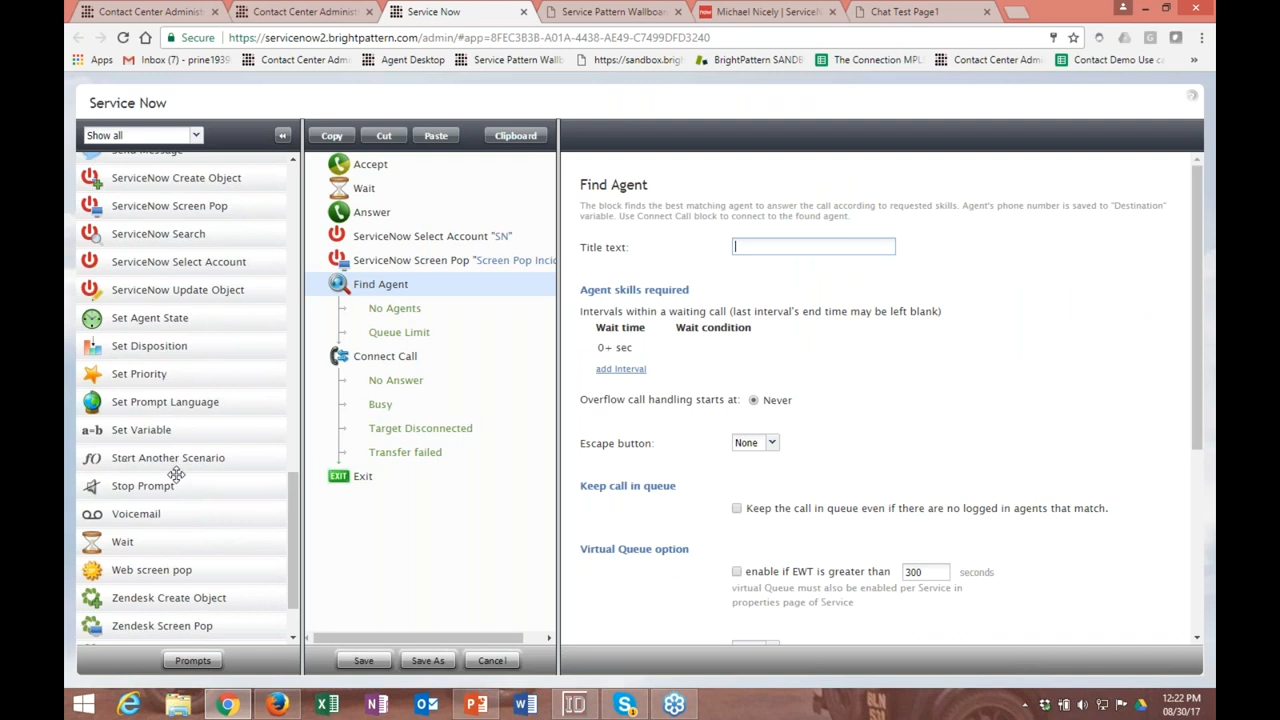 Contact Center Administ
Contact Center Administ
Service Now
Service Pattern Wallboar
Michael Nicely | ServiceN
Chat Test Page1
Secure
https://servicenow2.brightpattern.com/admin/#app=8FEC3B3B-A01A-4438-AE49-C7499DFD3240
Apps
Inbox (7) - prine1939
Contact Center Adm
Agent Desktop
Service Pattern Wallb
https://sandbox.brigh
BrightPattern SANDB
The Connection MPL
Contact Center Admi
Contact Demo Use ca
Service Now
Show all
Send Message
ServiceNow Create Object
ServiceNow Screen Pop
ServiceNow Search
ServiceNow Select Account
ServiceNow Update Object
Set Agent State
Set Disposition
Set Priority
Set Prompt Language
a=b Set Variable
f() Start Another Scenario
Stop Prompt
Voicemail
Wait
Web screen pop
Zendesk Create Object
Zendesk Screen Pop
Prompts
Copy
Cut
Paste
Clipboard
Accept
Wait
Answer
ServiceNow Select Account "SN"
ServiceNow Screen Pop "Screen Pop Incid
Find Agent
No Agents
Queue Limit
Connect Call
No Answer
Busy
Target Disconnected
Transfer failed
EXIT Exit
Save
Save As
Cancel
Find Agent
The block finds the best matching agent to answer the call according to requested skills. Agent's phone number is saved to "Destination"
variable. Use Connect Call block to connect to the found agent.
Title text:
Agent skills required
Intervals within a waiting call (last interval's end time may be left blank)
Wait time Wait condition
0+ sec
add interval
Overflow call handling starts at: Never
Escape button: None
Keep call in queue
Keep the call in queue even if there are no logged in agents that match.
Virtual Queue option
enable if EWT is greater than 300 seconds
virtual Queue must also be enabled per Service in
properties page of Service
12:22 PM
08/30/17